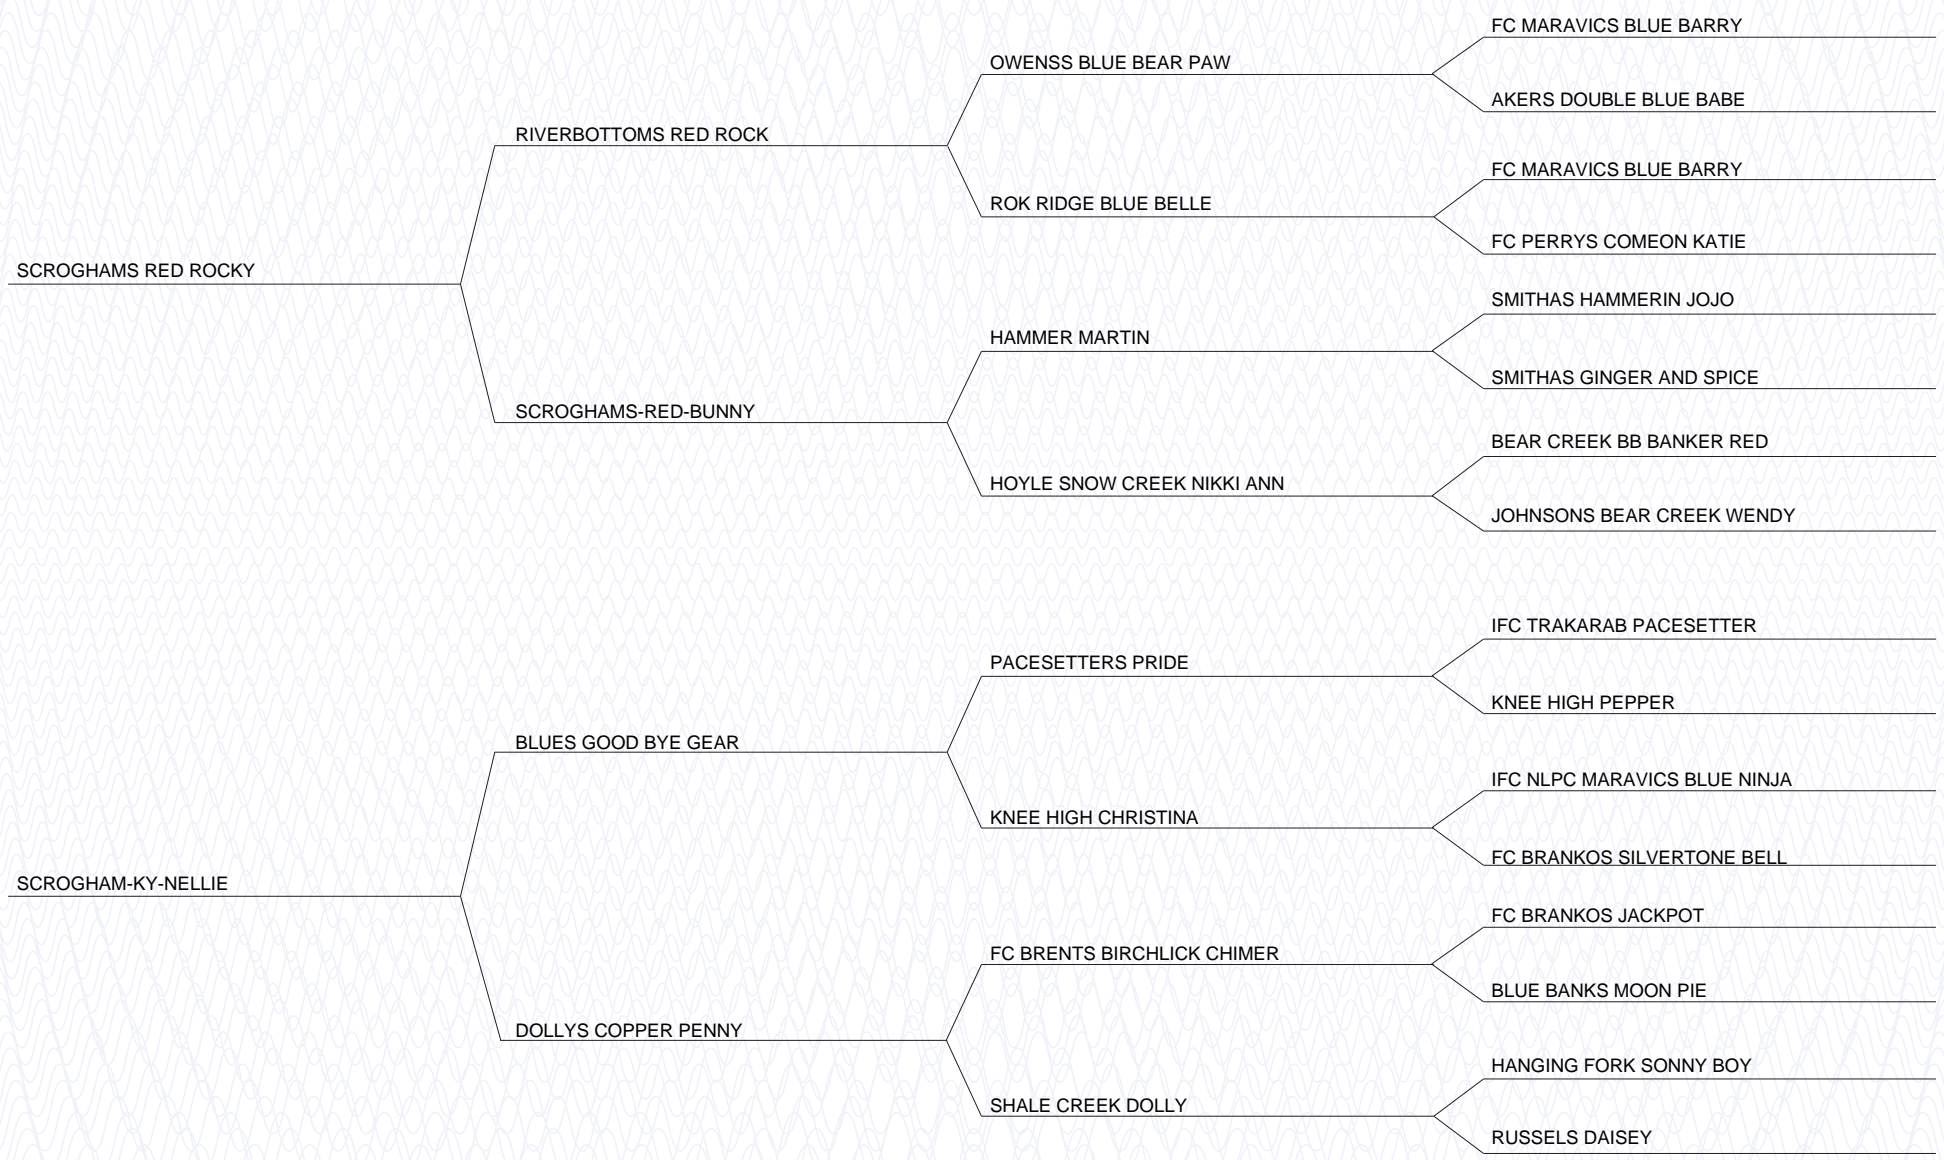 FC MARAVICS BLUE BARRY
OWENSS BLUE BEAR PAW
AKERS DOUBLE BLUE BABE
RIVERBOTTOMS RED ROCK
FC MARAVICS BLUE BARRY
ROK RIDGE BLUE BELLE
FC PERRYS COMEON KATIE
SCROGHAMS RED ROCKY
SMITHAS HAMMERIN JOJO
HAMMER MARTIN
SMITHAS GINGER AND SPICE
SCROGHAMS-RED-BUNNY
BEAR CREEK BB BANKER RED
HOYLE SNOW CREEK NIKKI ANN
JOHNSONS BEAR CREEK WENDY
IFC TRAKARAB PACESETTER
PACESETTERS PRIDE
KNEE HIGH PEPPER
BLUES GOOD BYE GEAR
IFC NLPC MARAVICS BLUE NINJA
KNEE HIGH CHRISTINA
FC BRANKOS SILVERTONE BELL
SCROGHAM-KY-NELLIE
FC BRANKOS JACKPOT
FC BRENTS BIRCHLICK CHIMER
BLUE BANKS MOON PIE
DOLLYS COPPER PENNY
HANGING FORK SONNY BOY
SHALE CREEK DOLLY
RUSSELS DAISEY